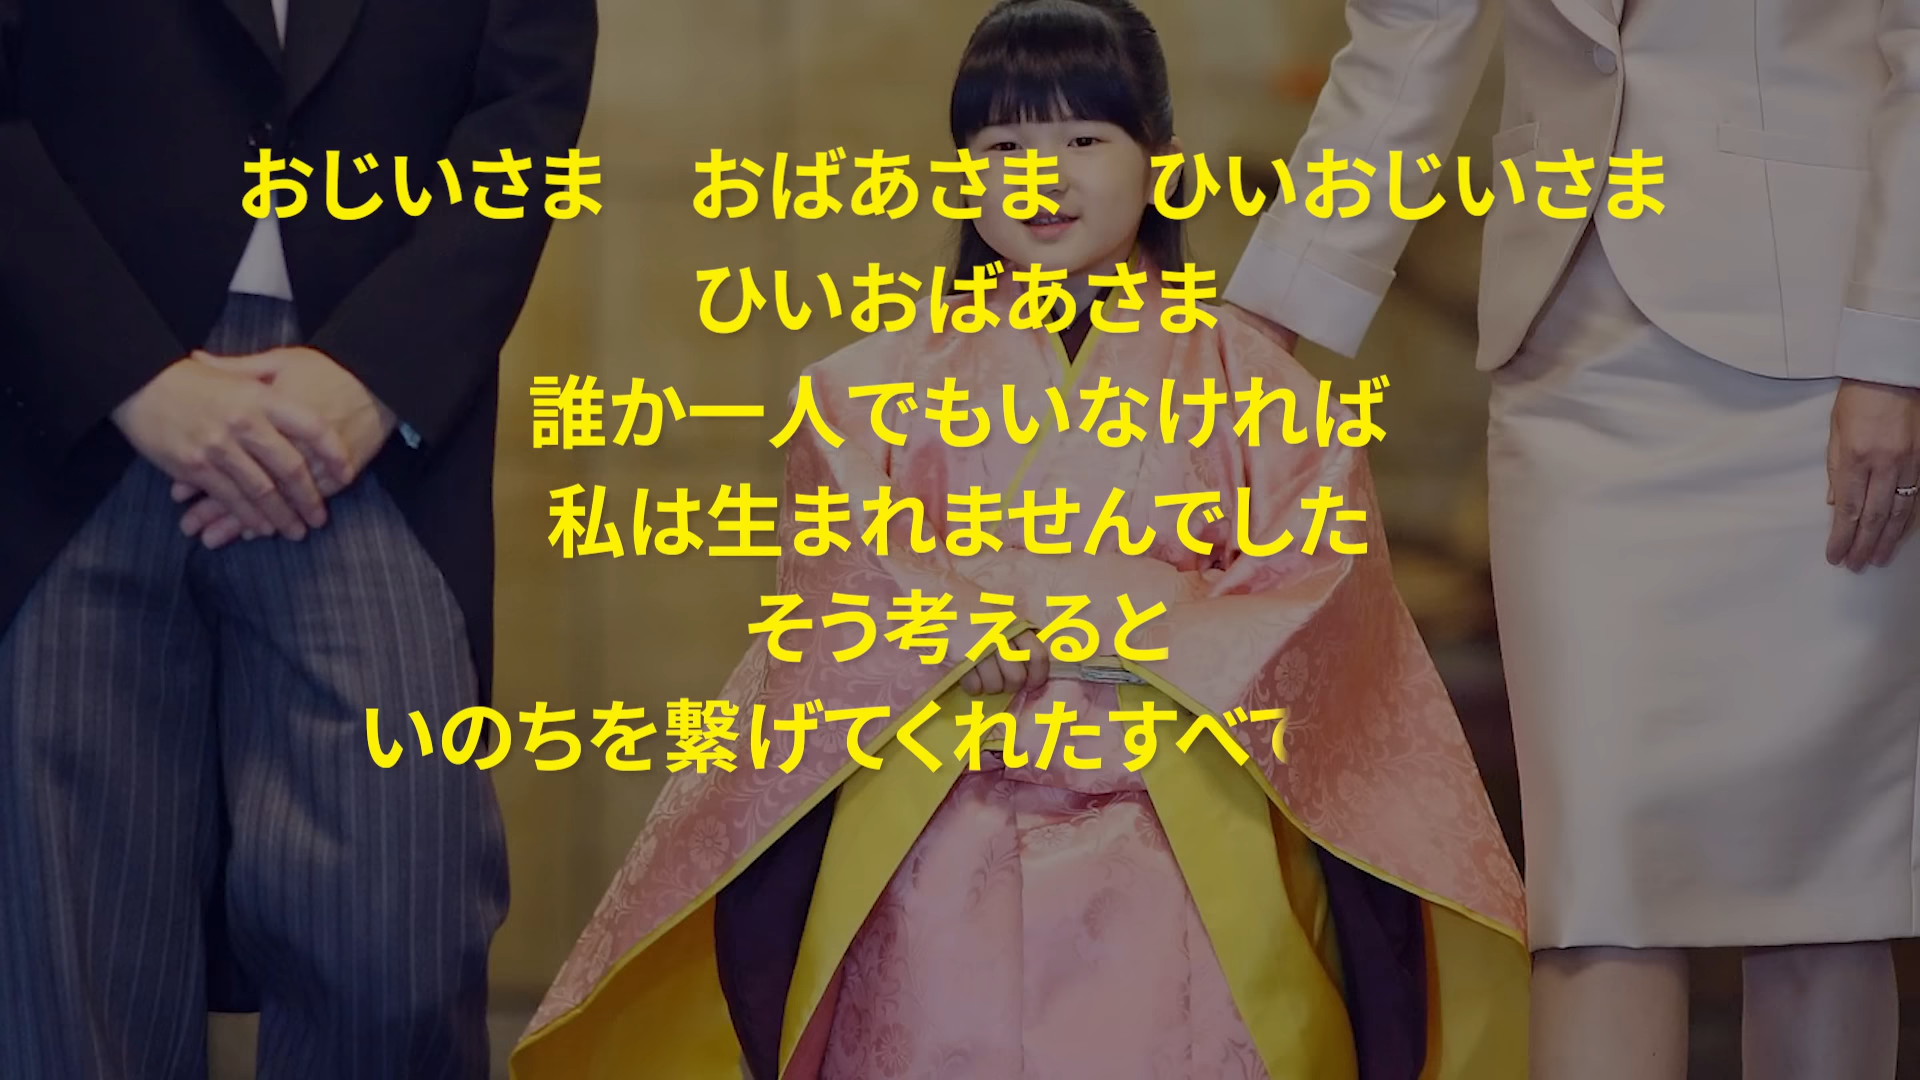 おじいさま　おばあさま　ひいおじいさま
ひいおばあさま
誰か一人でもいなければ
私は生まれませんでした
そう考えると
いのちを繋げてくれたすべて